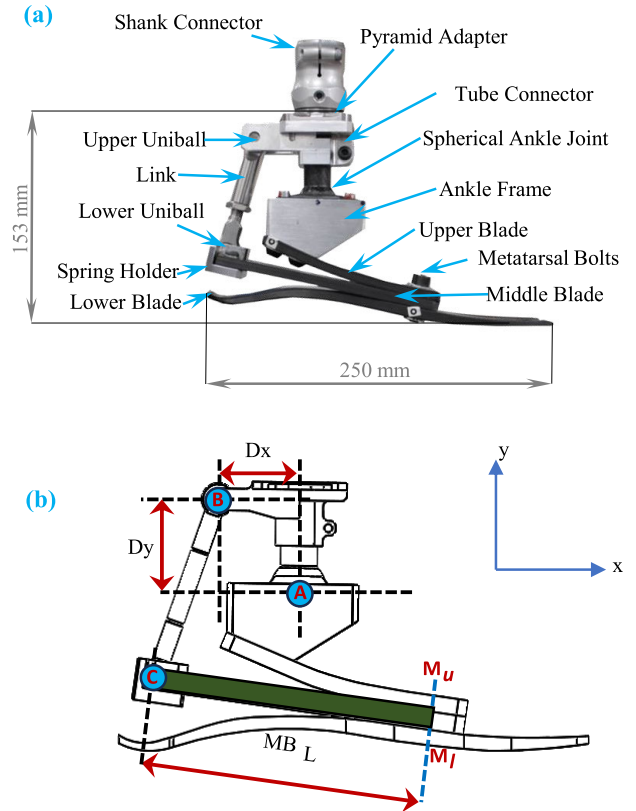 (a)
Shank Connector
Pyramid Adapter
Tube Connector
Upper Uniball
Spherical Ankle Joint
Link
Ankle Frame
Lower Uniball
Upper Blade
Metatarsal Bolts
Spring Holder
Lower Blade
Middle Blade
153 mm
250 mm
(b)
Dx
y
B
Dy
x
A
C
Mu
Ml
MB L